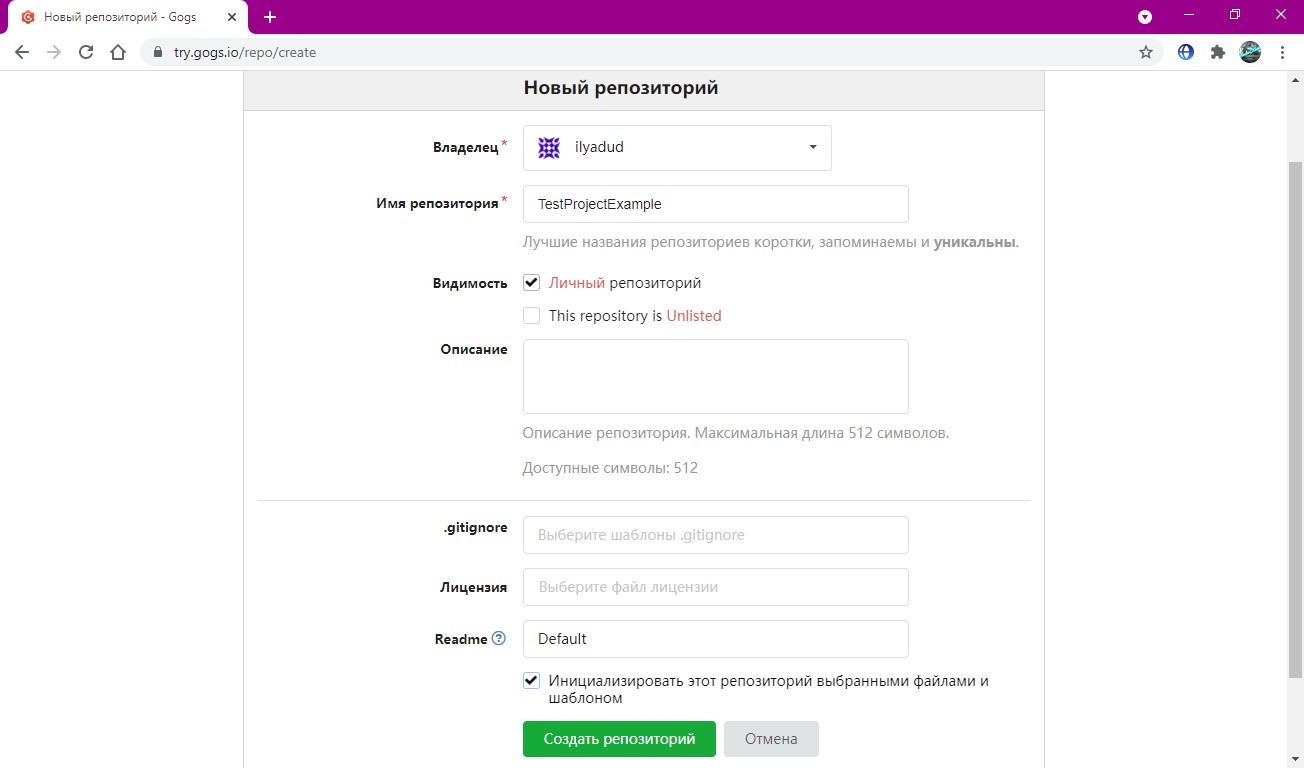 Новый репозиторий - Gogs
try.gogs.io/repo/create
Новый репозиторий
Владелец*
ilyadud
Имя репозитория*
TestProjectExample
Лучшие названия репозиториев коротки, запоминаемы и уникальны.
Видимость
Личный репозиторий
This repository is Unlisted
Описание
Описание репозитория. Максимальная длина 512 символов.
Доступные символы: 512
.gitignore
Выберите шаблоны .gitignore
Лицензия
Выберите файл лицензии
Readme ?
Default
Инициализировать этот репозиторий выбранными файлами и
шаблоном
Создать репозиторий
Отмена